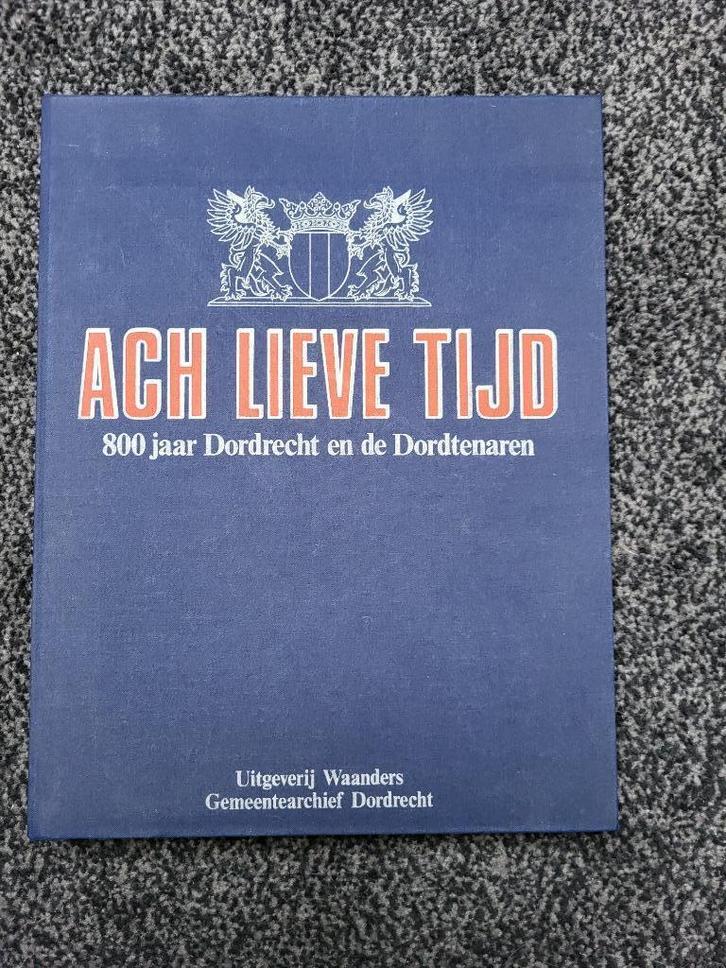 ACH LIEVE TIJD
800 jaar Dordrecht en de Dordtenaren
Uitgeverij Waanders
Gemeentearchief Dordrecht